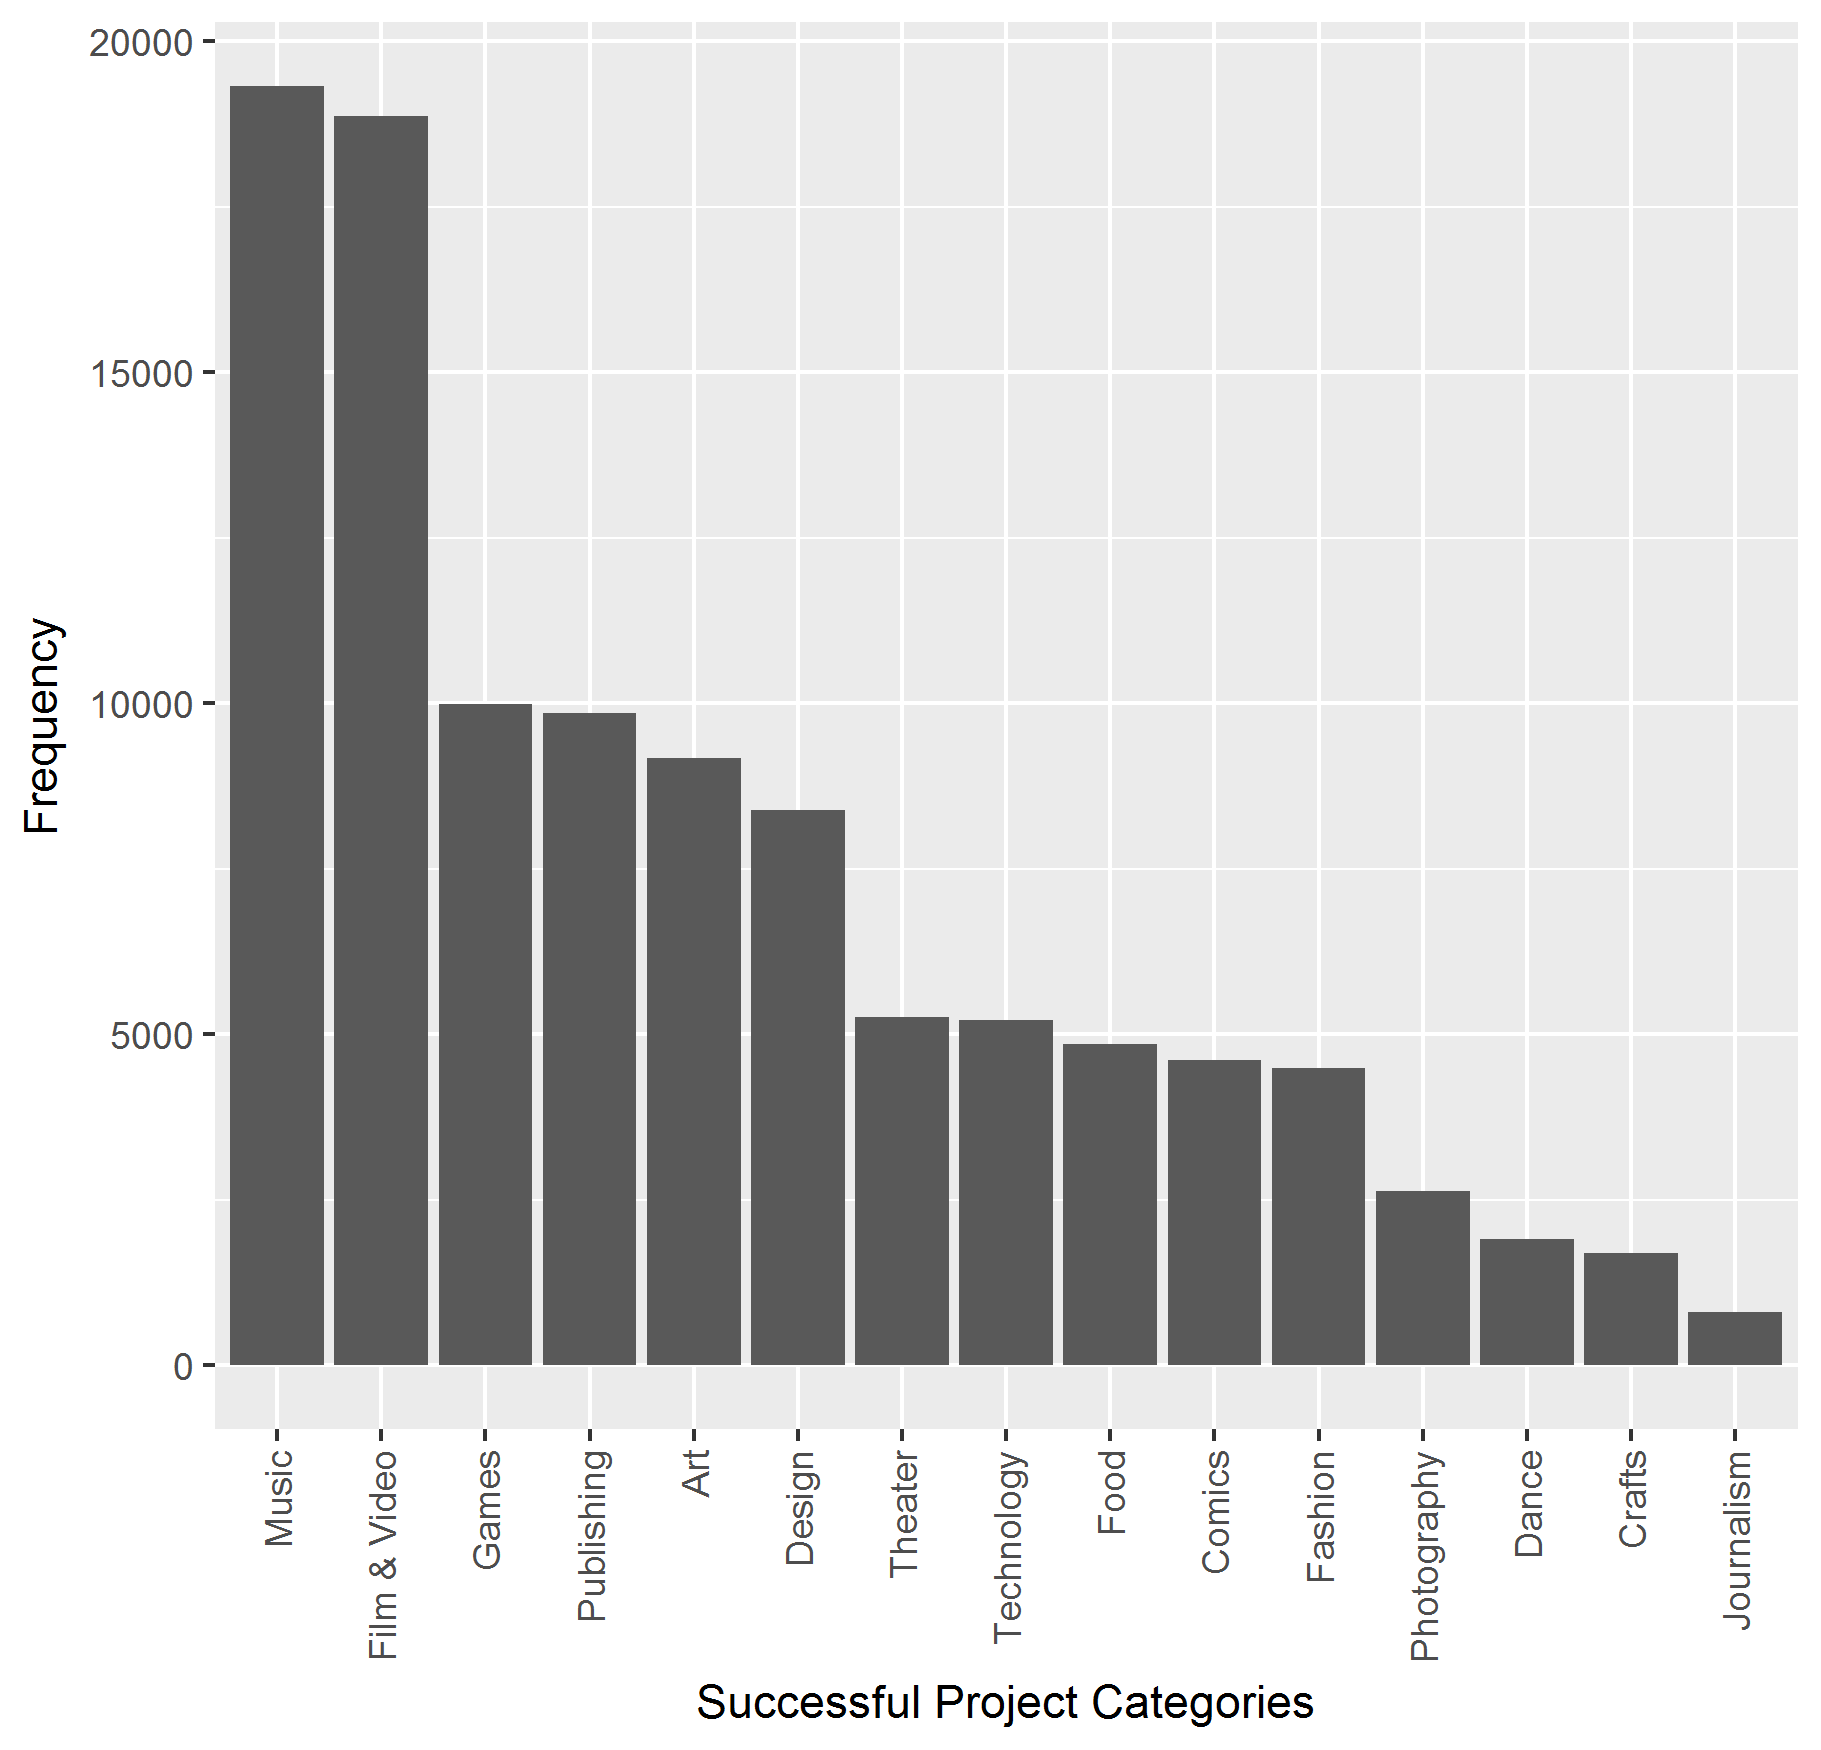 20000
15000
10000
5000
0
Frequency
Music
Film & Video
Games
Publishing
Art
Design
Theater
Technology
Food
Comics
Fashion
Photography
Dance
Crafts
Journalism
Successful Project Categories